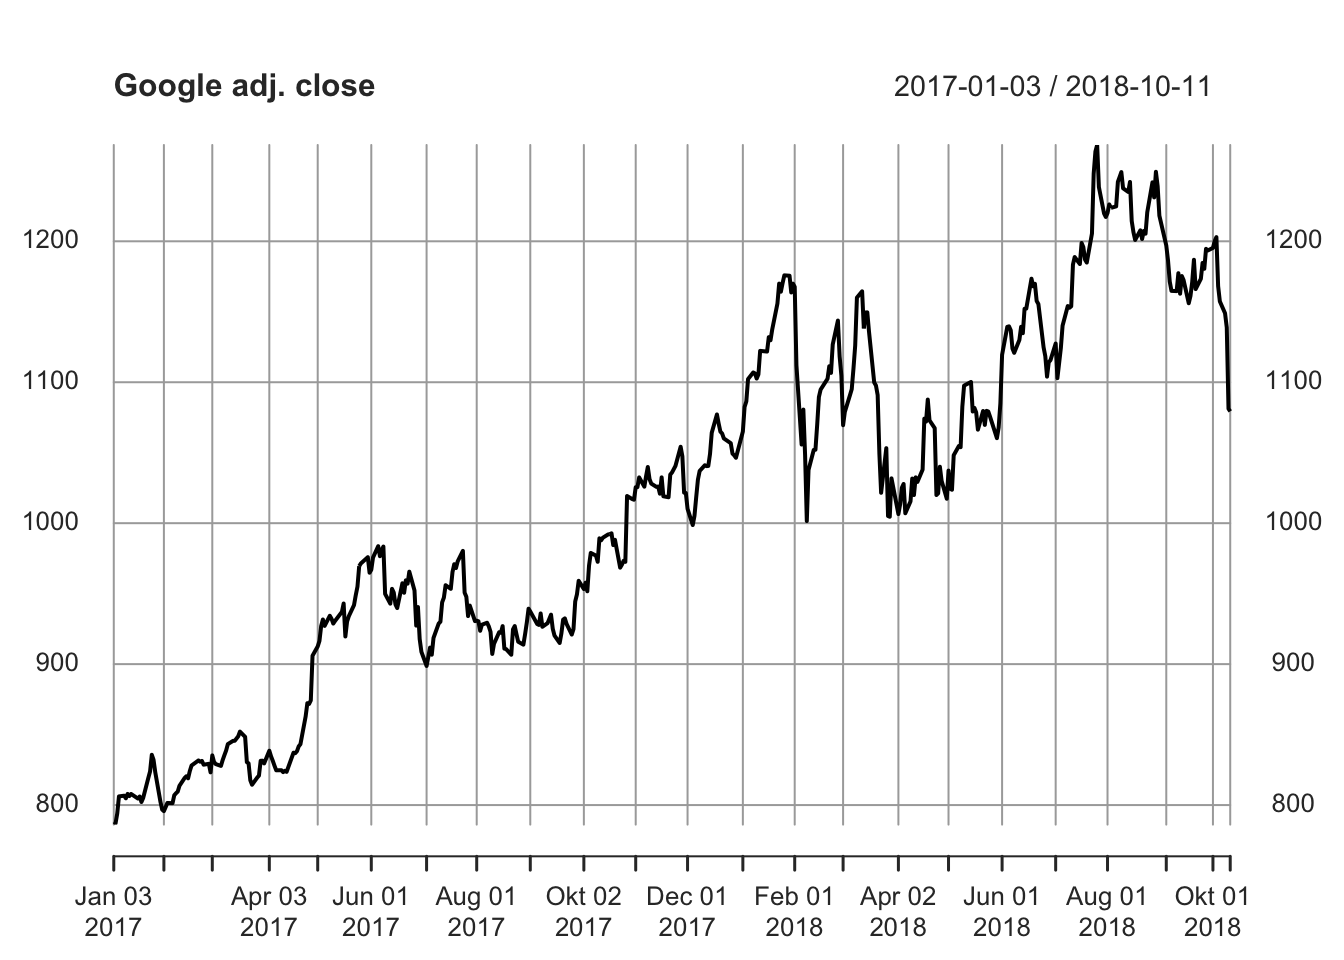 Google adj. close 2017-01-03 / 2018-10-11
1200 1200
1100 1100
1000 1000
900 900
800 800
Jan 03 Apr 03 Jun 01 Aug 01 Okt 02 Dec 01 Feb 01 Apr 02 Jun 01 Aug 01 Okt 01
2017 2017 2017 2017 2017 2017 2018 2018 2018 2018 2018